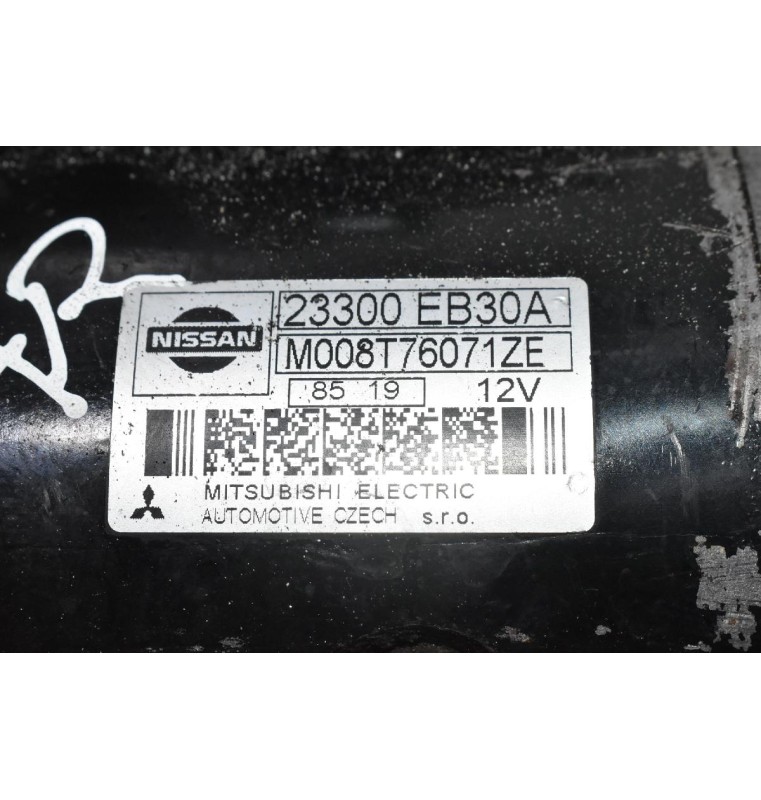 NISSAN
23300 EB30A
M008T76071ZE
85 19 12V
MITSUBISHI ELECTRIC
AUTOMOTIVE CZECH s.r.o.